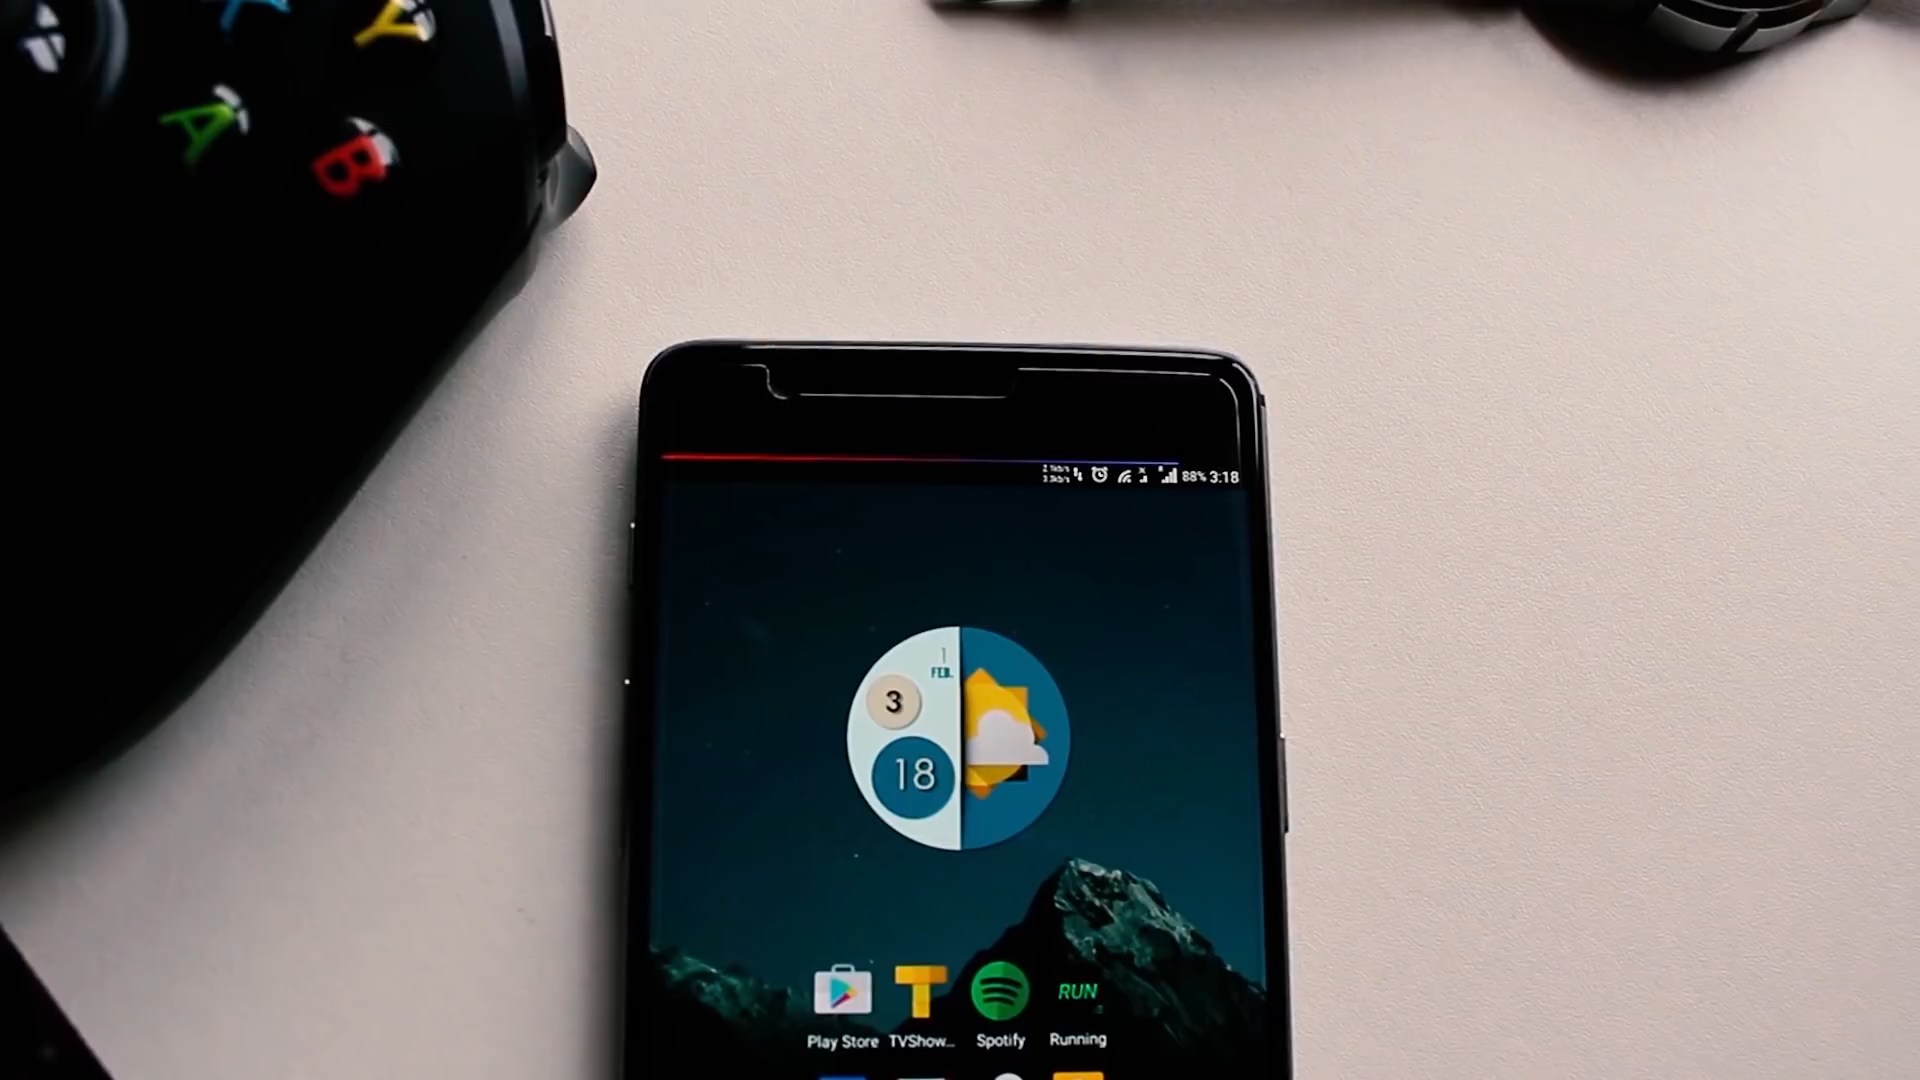 X Y
A
B
88% 3:18
1
FEB.
3
18
RUN
Play Store TVShow... Spotify Running